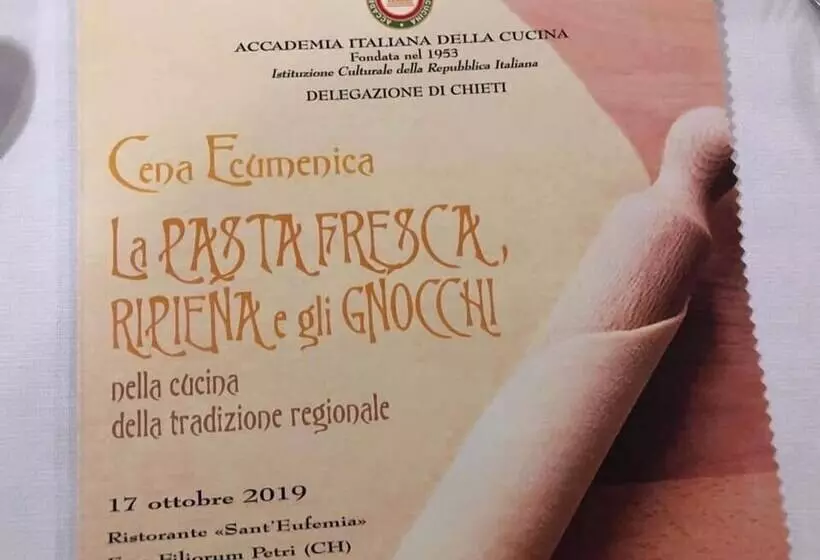 ACCADEMIA ITALIANA DELLA CUCINA
Fondata nel 1953
Istituzione Culturale della Repubblica Italiana
DELEGAZIONE DI CHIETI
Cena Ecumenica
La PASTA FRESCA,
RIPIENA e gli GNOCCHI
nella cucina
della tradizione regionale
17 ottobre 2019
Ristorante «Sant'Eufemia»
Fara Filiorum Petri (CH)